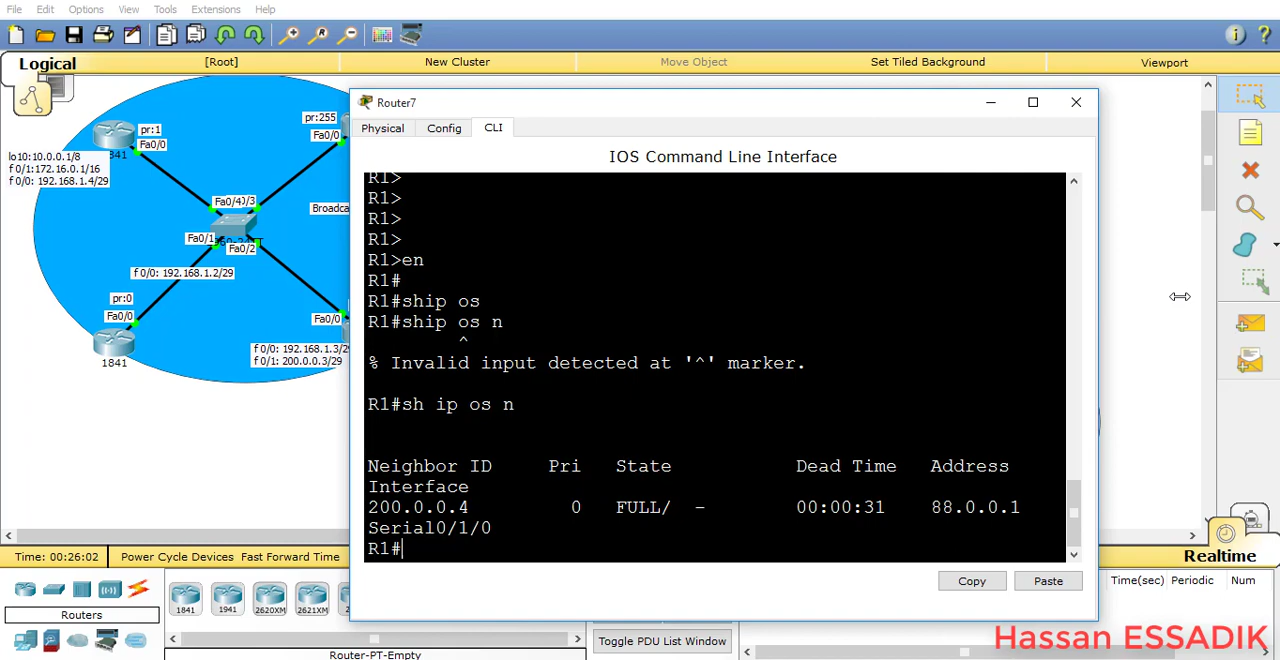 File Edit Options View Tools Extensions Help
Logical [Root] New Cluster Move Object Set Tiled Background Viewport
pr:1
Fa0/0
1841
lo10:10.0.0.1/8
f 0/1:172.16.0.1/16
f 0/0: 192.168.1.4/29
pr:255
Fa0/0
Fa0/4)/3
Broadca
Fa0/1
Fa0/2
f 0/0: 192.168.1.2/29
pr:0
Fa0/0
1841
Fa0/0
f 0/0: 192.168.1.3/29
f 0/1: 200.0.0.3/29
Router7
Physical Config CLI
IOS Command Line Interface
R1>
R1>
R1>
R1>
R1>en
R1#
R1#ship os
R1#ship os n
^
% Invalid input detected at '^' marker.
R1#sh ip os n
Neighbor ID Pri State Dead Time Address
Interface
200.0.0.4 0 FULL/ - 00:00:31 88.0.0.1
Serial0/1/0
R1#
Copy Paste
Time: 00:26:02 Power Cycle Devices Fast Forward Time Realtime
Routers
1841 1941 2620XM 2621XM
Router-PT-Empty
Toggle PDU List Window
Time(sec) Periodic Num
Hassan ESSADIK